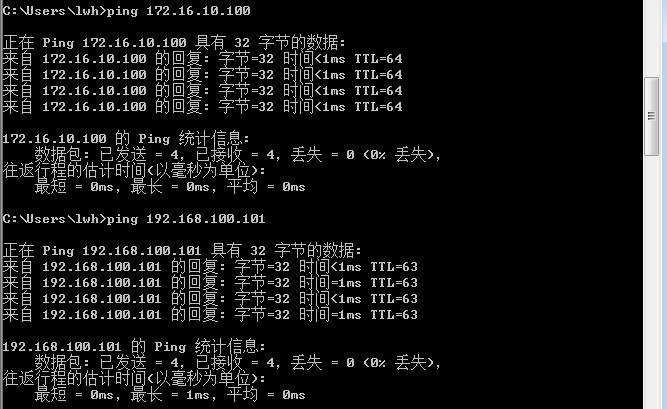 C:\Users\lwh>ping 172.16.10.100
正在 Ping 172.16.10.100 具有 32 字节的数据:
来自 172.16.10.100 的回复: 字节=32 时间<1ms TTL=64
来自 172.16.10.100 的回复: 字节=32 时间<1ms TTL=64
来自 172.16.10.100 的回复: 字节=32 时间<1ms TTL=64
来自 172.16.10.100 的回复: 字节=32 时间<1ms TTL=64
172.16.10.100 的 Ping 统计信息:
数据包: 已发送 = 4, 已接收 = 4, 丢失 = 0 (0% 丢失),
往返行程的估计时间(以毫秒为单位):
最短 = 0ms, 最长 = 0ms, 平均 = 0ms
C:\Users\lwh>ping 192.168.100.101
正在 Ping 192.168.100.101 具有 32 字节的数据:
来自 192.168.100.101 的回复: 字节=32 时间<1ms TTL=63
来自 192.168.100.101 的回复: 字节=32 时间=1ms TTL=63
来自 192.168.100.101 的回复: 字节=32 时间<1ms TTL=63
来自 192.168.100.101 的回复: 字节=32 时间=1ms TTL=63
192.168.100.101 的 Ping 统计信息:
数据包: 已发送 = 4, 已接收 = 4, 丢失 = 0 (0% 丢失),
往返行程的估计时间(以毫秒为单位):
最短 = 0ms, 最长 = 1ms, 平均 = 0ms